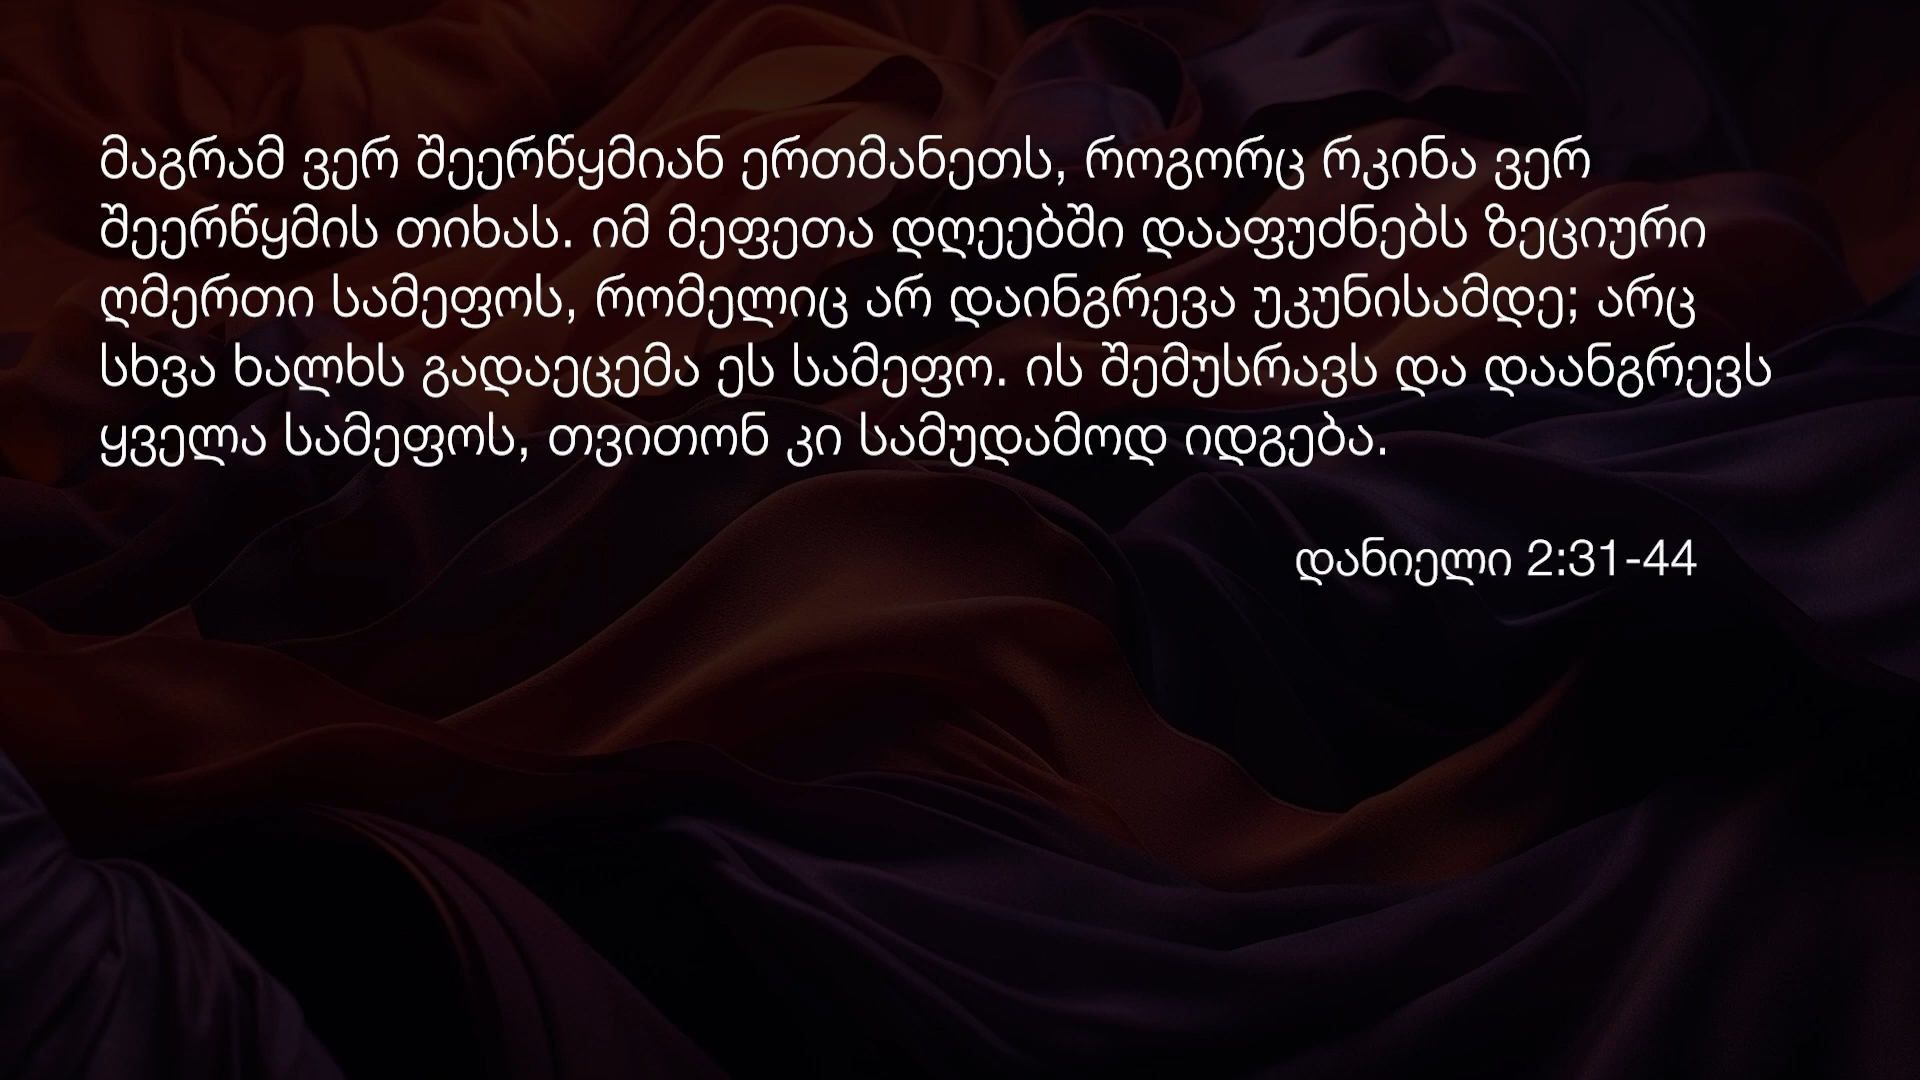 მაგრამ ვერ შეერწყმიან ერთმანეთს, როგორც რკინა ვერ
შეერწყმის თიხას. იმ მეფეთა დღეებში დააფუძნებს ზეციური
ღმერთი სამეფოს, რომელიც არ დაინგრევა უკუნისამდე; არც
სხვა ხალხს გადაეცემა ეს სამეფო. ის შემუსრავს და დაანგრევს
ყველა სამეფოს, თვითონ კი სამუდამოდ იდგება.
დანიელი 2:31-44